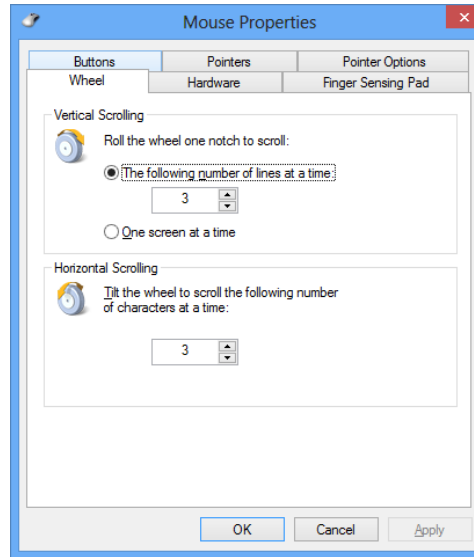 Mouse Properties
Buttons Pointers Pointer Options
Wheel Hardware Finger Sensing Pad
Vertical Scrolling
Roll the wheel one notch to scroll:
The following number of lines at a time:
3
One screen at a time
Horizontal Scrolling
Tilt the wheel to scroll the following number
of characters at a time:
3
OK Cancel Apply